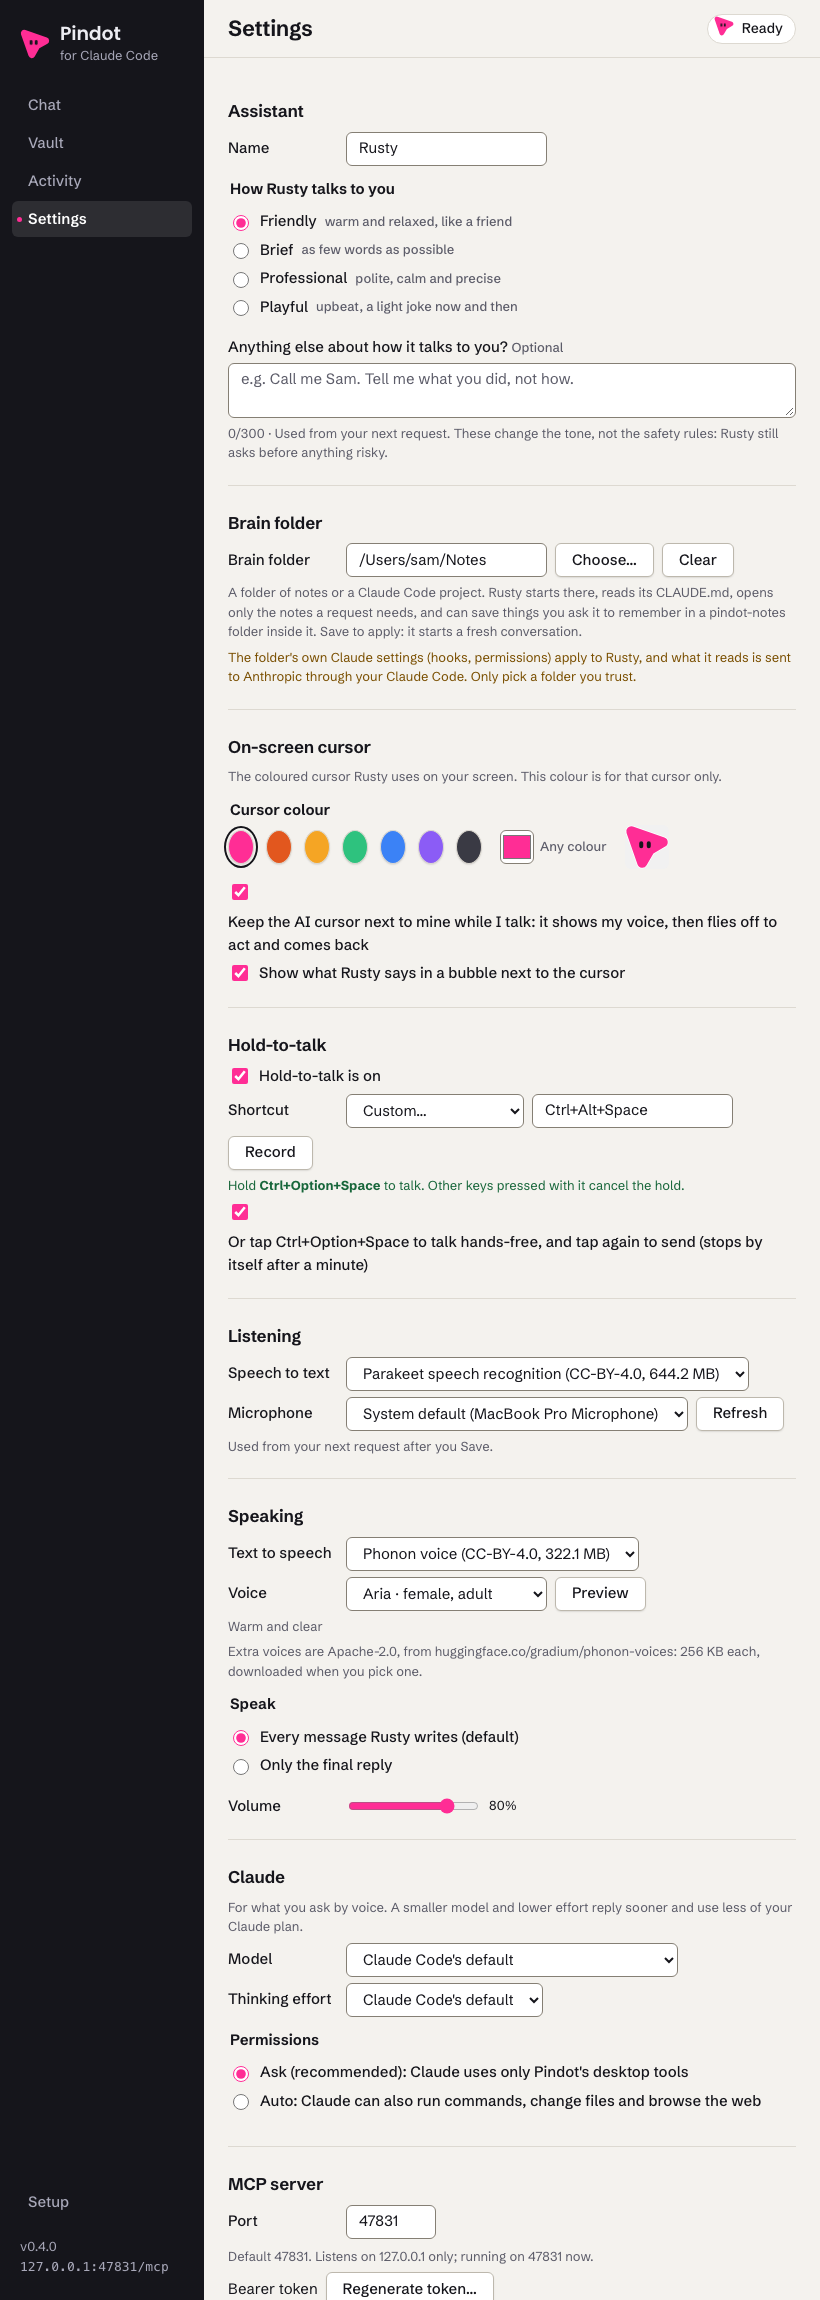 Pindot
for Claude Code
Chat
Vault
Activity
Settings
Setup
v0.4.0
127.0.0.1:47831/mcp
Settings
Ready
Assistant
Name
Rusty
How Rusty talks to you
Friendly warm and relaxed, like a friend
Brief as few words as possible
Professional polite, calm and precise
Playful upbeat, a light joke now and then
Anything else about how it talks to you? Optional
e.g. Call me Sam. Tell me what you did, not how.
0/300 · Used from your next request. These change the tone, not the safety rules: Rusty still
asks before anything risky.
Brain folder
Brain folder /Users/sam/Notes Choose... Clear
A folder of notes or a Claude Code project. Rusty starts there, reads its CLAUDE.md, opens
only the notes a request needs, and can save things you ask it to remember in a pindot-notes
folder inside it. Save to apply: it starts a fresh conversation.
The folder's own Claude settings (hooks, permissions) apply to Rusty, and what it reads is sent
to Anthropic through your Claude Code. Only pick a folder you trust.
On-screen cursor
The coloured cursor Rusty uses on your screen. This colour is for that cursor only.
Cursor colour
Any colour
Keep the AI cursor next to mine while I talk: it shows my voice, then flies off to
act and comes back
Show what Rusty says in a bubble next to the cursor
Hold-to-talk
Hold-to-talk is on
Shortcut Custom... Ctrl+Alt+Space
Record
Hold Ctrl+Option+Space to talk. Other keys pressed with it cancel the hold.
Or tap Ctrl+Option+Space to talk hands-free, and tap again to send (stops by
itself after a minute)
Listening
Speech to text Parakeet speech recognition (CC-BY-4.0, 644.2 MB)
Microphone System default (MacBook Pro Microphone) Refresh
Used from your next request after you Save.
Speaking
Text to speech Phonon voice (CC-BY-4.0, 322.1 MB)
Voice Aria · female, adult Preview
Warm and clear
Extra voices are Apache-2.0, from huggingface.co/gradium/phonon-voices: 256 KB each,
downloaded when you pick one.
Speak
Every message Rusty writes (default)
Only the final reply
Volume 80%
Claude
For what you ask by voice. A smaller model and lower effort reply sooner and use less of your
Claude plan.
Model Claude Code's default
Thinking effort Claude Code's default
Permissions
Ask (recommended): Claude uses only Pindot's desktop tools
Auto: Claude can also run commands, change files and browse the web
MCP server
Port 47831
Default 47831. Listens on 127.0.0.1 only; running on 47831 now.
Bearer token Regenerate token...